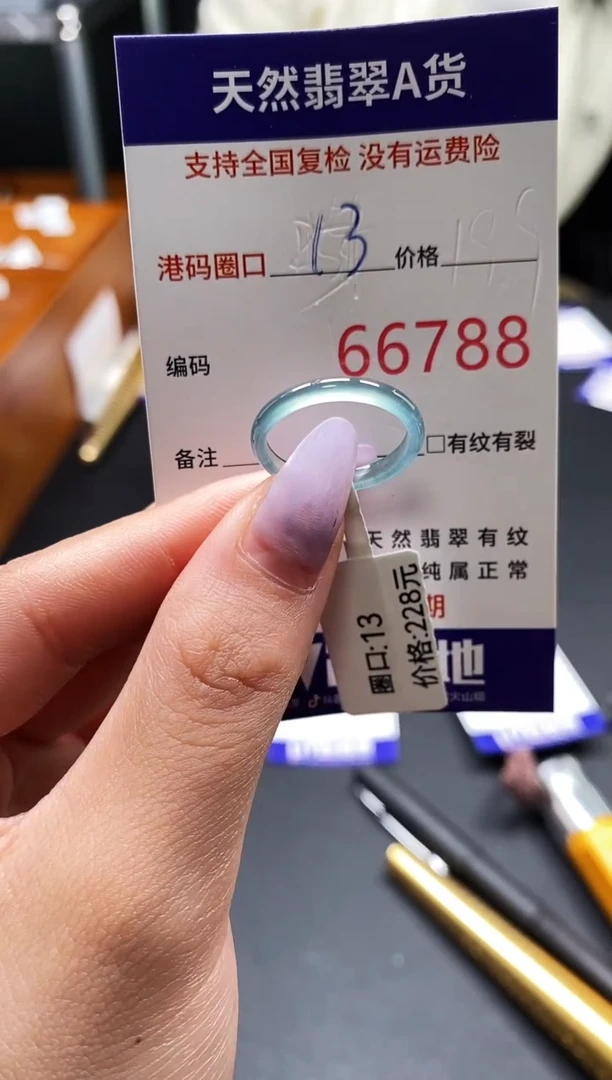 天然翡翠A货
支持全国复检 没有运费险
港码圈口 13 价格
编码 66788
备注 □有纹有裂
天然翡翠有纹
纯属正常
期
地
圈口:13
价格:228元